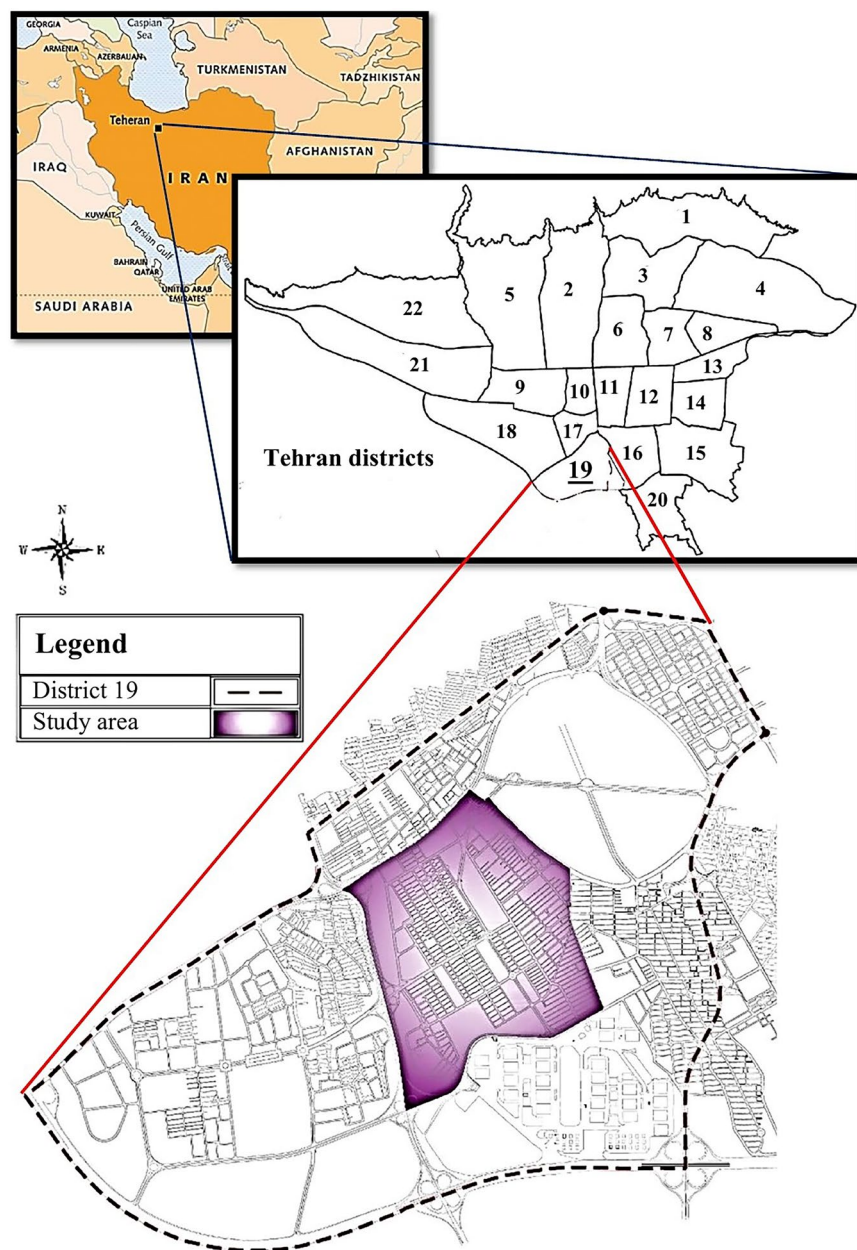 GEORGIA
Caspian
Sea
ARMENIA
AZERBAIJAN
TURKMENISTAN
TADZHIKISTAN
Teheran
AFGHANISTAN
IRAQ
IRAN
KUWAIT
Persian Gulf
BAHRAIN
QATAR
UNITED ARAB
EMIRATES
SAUDI ARABIA
1
2
3
4
5
6
7
8
22
21
9
10
11
12
13
14
18
17
16
15
19
20
Tehran districts
N
W
E
S
Legend
District 19
Study area